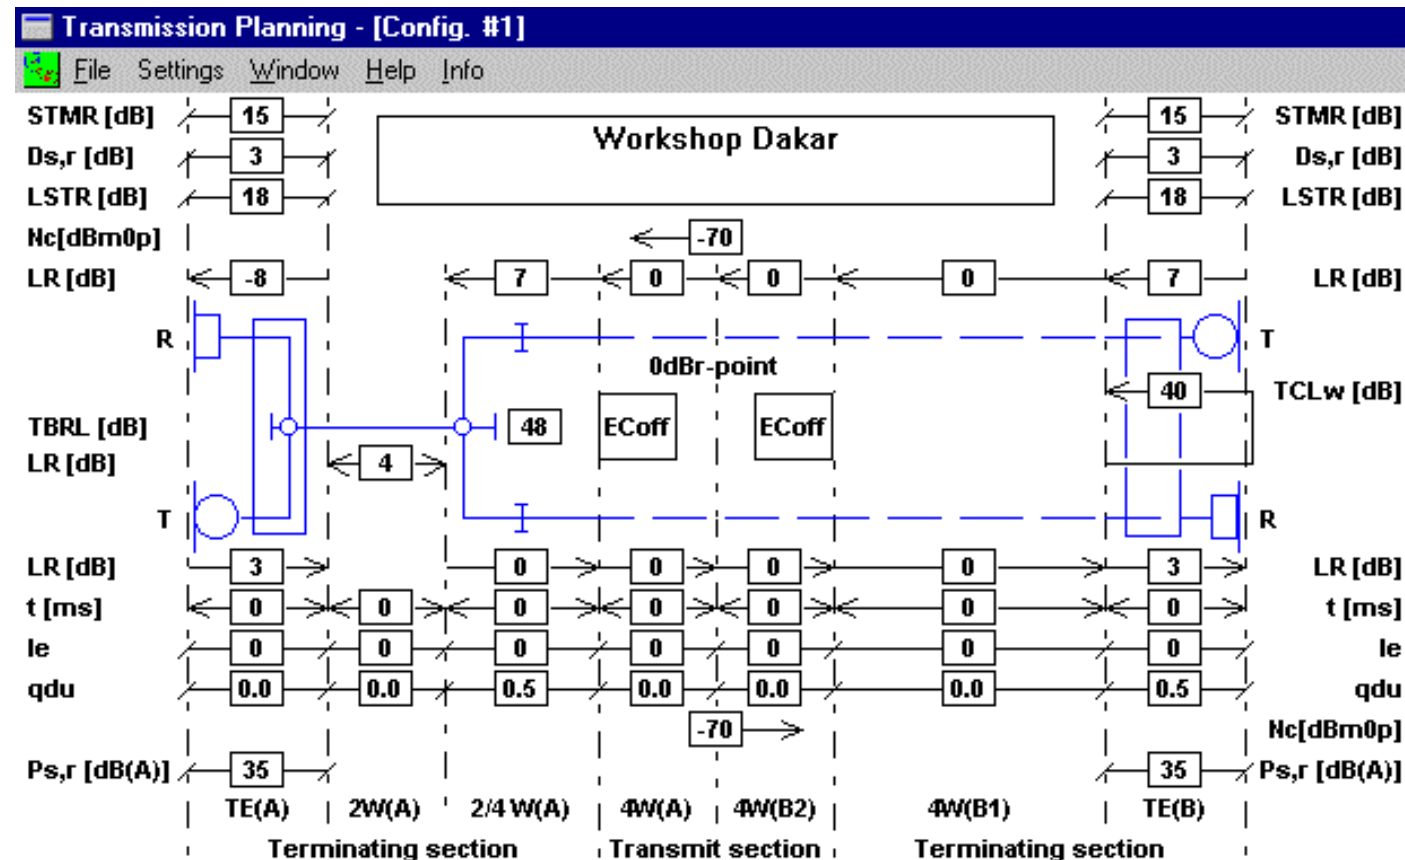 Transmission Planning - [Config. #1]
File Settings Window Help Info
STMR [dB] 15 15 STMR [dB]
Workshop Dakar
Ds,r [dB] 3 3 Ds,r [dB]
LSTR [dB] 18 18 LSTR [dB]
Nc[dBm0p] -70
LR [dB] -8 7 0 0 0 7 LR [dB]
R T
0dBr-point
40 TCLw [dB]
TBRL [dB] 48 ECoff ECoff
LR [dB] 4
T R
LR [dB] 3 0 0 0 0 3 LR [dB]
t [ms] 0 0 0 0 0 0 0 t [ms]
Ie 0 0 0 0 0 0 0 Ie
qdu 0.0 0.0 0.5 0.0 0.0 0.0 0.5 qdu
-70 Nc[dBm0p]
Ps,r [dB(A)] 35 35 Ps,r [dB(A)]
TE(A) 2W(A) 2/4 W(A) 4W(A) 4W(B2) 4W(B1) TE(B)
Terminating section Transmit section Terminating section